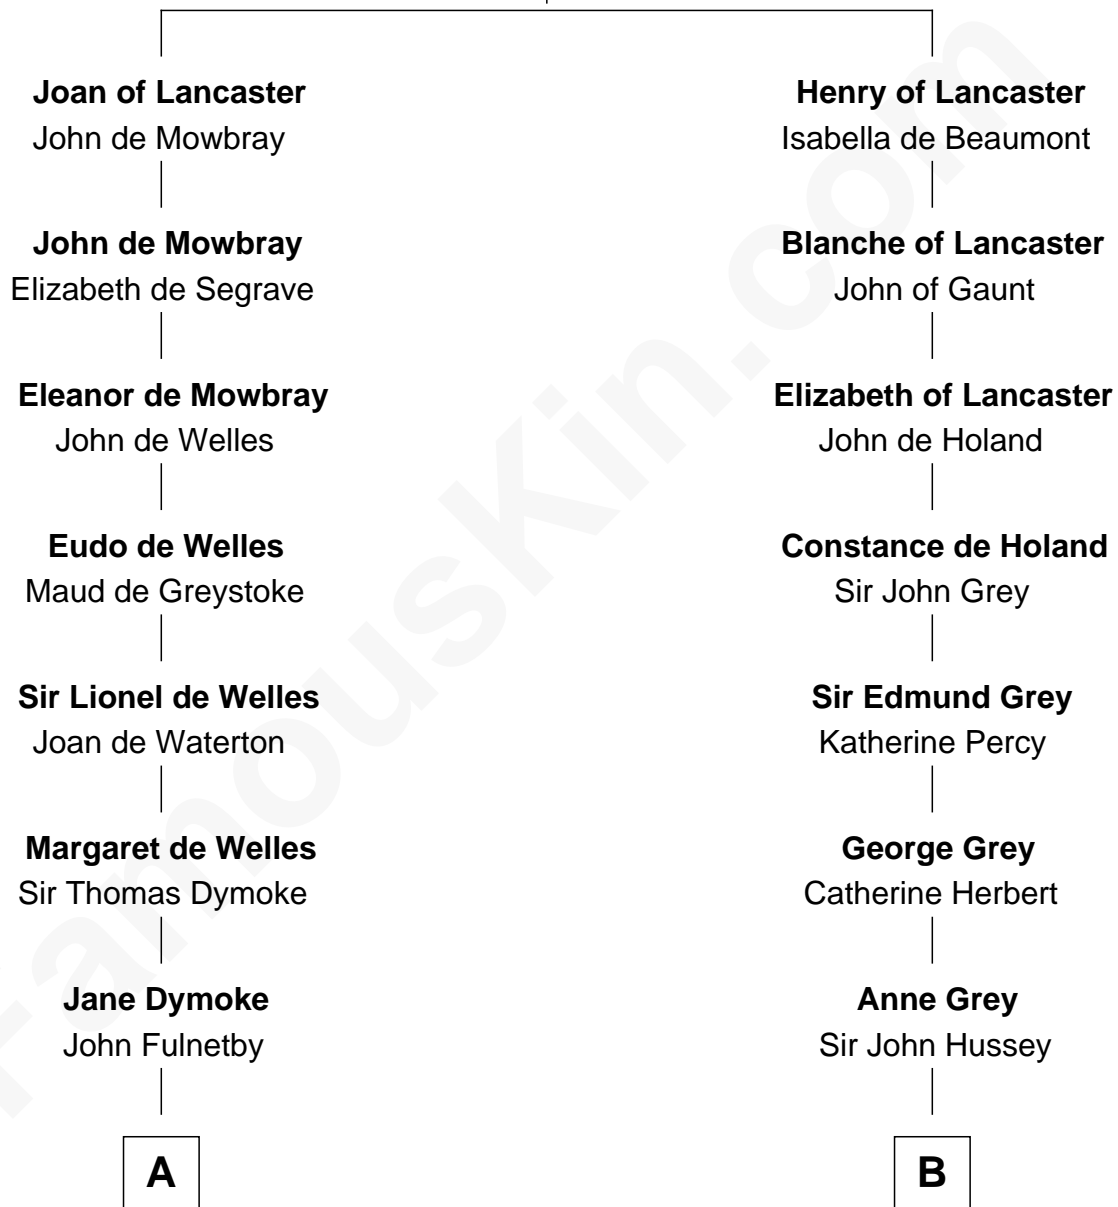 Joan of Lancaster
John de Mowbray
Henry of Lancaster
Isabella de Beaumont
John de Mowbray
Elizabeth de Segrave
Blanche of Lancaster
John of Gaunt
Eleanor de Mowbray
John de Welles
Elizabeth of Lancaster
John de Holand
Eudo de Welles
Maud de Greystoke
Constance de Holand
Sir John Grey
Sir Lionel de Welles
Joan de Waterton
Sir Edmund Grey
Katherine Percy
Margaret de Welles
Sir Thomas Dymoke
George Grey
Catherine Herbert
Jane Dymoke
John Fulnetby
Anne Grey
Sir John Hussey
A
B
FamousKin.com